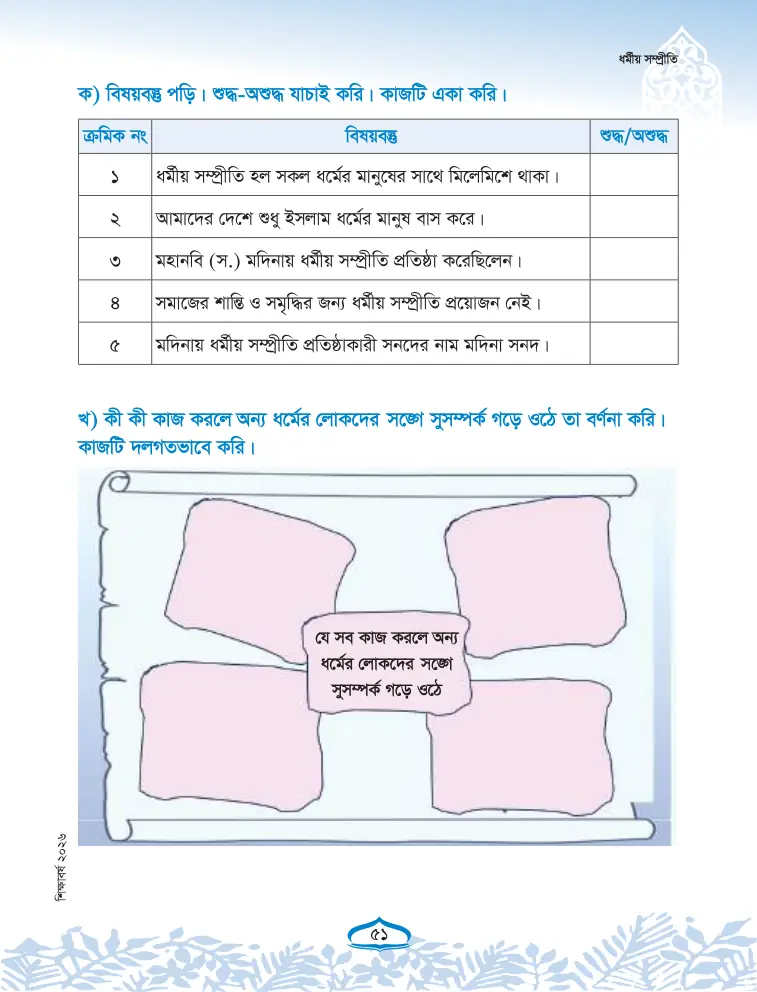 ধর্মীয় সম্প্রীতি
ক) বিষয়বস্তু পড়ি। শুদ্ধ-অশুদ্ধ যাচাই করি। কাজটি একা করি।
ক্রমিক নং বিষয়বস্তু শুদ্ধ/অশুদ্ধ
১ ধর্মীয় সম্প্রীতি হল সকল ধর্মের মানুষের সাথে মিলেমিশে থাকা।
২ আমাদের দেশে শুধু ইসলাম ধর্মের মানুষ বাস করে।
৩ মহানবি (স.) মদিনায় ধর্মীয় সম্প্রীতি প্রতিষ্ঠা করেছিলেন।
৪ সমাজের শান্তি ও সমৃদ্ধির জন্য ধর্মীয় সম্প্রীতি প্রয়োজন নেই।
৫ মদিনায় ধর্মীয় সম্প্রীতি প্রতিষ্ঠাকারী সনদের নাম মদিনা সনদ।
খ) কী কী কাজ করলে অন্য ধর্মের লোকদের সঙ্গে সুসম্পর্ক গড়ে ওঠে তা বর্ণনা করি।
কাজটি দলগতভাবে করি।
যে সব কাজ করলে অন্য
ধর্মের লোকদের সঙ্গে
সুসম্পর্ক গড়ে ওঠে
শিক্ষাবর্ষ ২০২৬
৫১